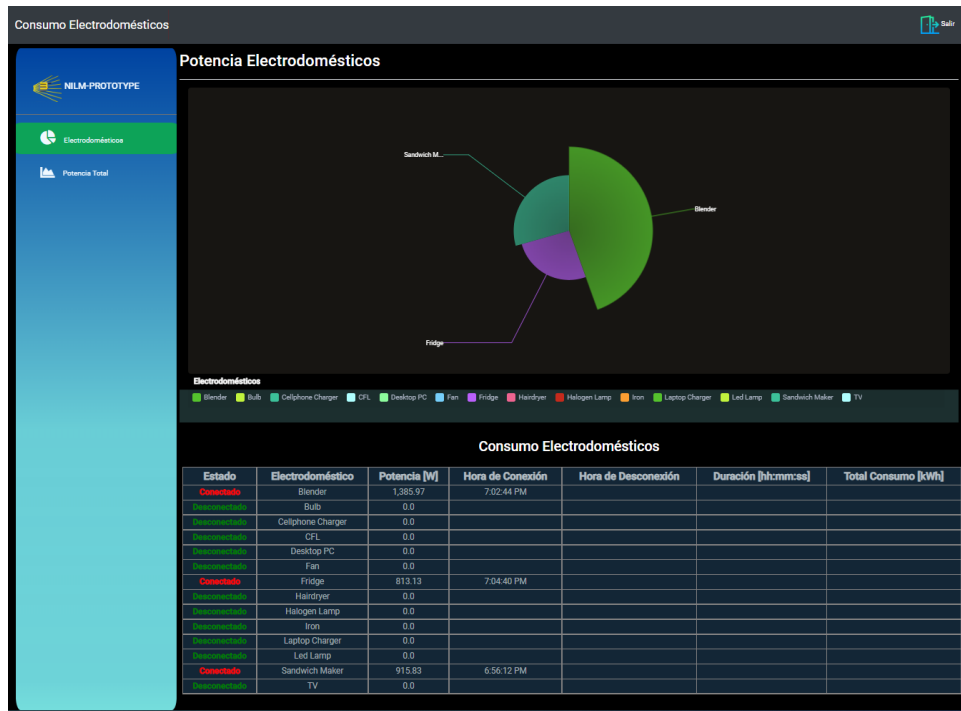 Consumo Electrodomésticos
Salir
NILM-PROTOTYPE
Electrodomésticos
Potencia Total
Potencia Electrodomésticos
Sandwich M...
Blender
Fridge
Electrodomésticos
Blender Bulb Cellphone Charger CFL Desktop PC Fan Fridge Hairdryer Halogen Lamp Iron Laptop Charger Led Lamp Sandwich Maker TV
Consumo Electrodomésticos
Estado Electrodoméstico Potencia [W] Hora de Conexión Hora de Desconexión Duración [hh:mm:ss] Total Consumo [kWh]
Conectado Blender 1,385.97 7:02:44 PM
Desconectado Bulb 0.0
Desconectado Cellphone Charger 0.0
Desconectado CFL 0.0
Desconectado Desktop PC 0.0
Desconectado Fan 0.0
Conectado Fridge 813.13 7:04:40 PM
Desconectado Hairdryer 0.0
Desconectado Halogen Lamp 0.0
Desconectado Iron 0.0
Desconectado Laptop Charger 0.0
Desconectado Led Lamp 0.0
Conectado Sandwich Maker 915.83 6:56:12 PM
Desconectado TV 0.0